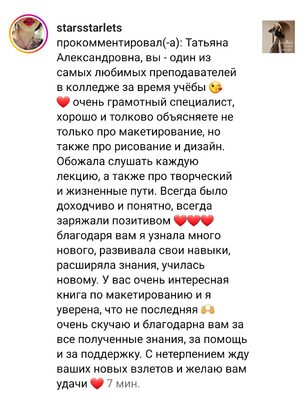 starsstarlets
прокомментировал(-а): Татьяна
Александровна, вы - один из
самых любимых преподавателей
в колледже за время учёбы 😘
❤️ очень грамотный специалист,
хорошо и толково объясняете не
только про макетирование, но
также про рисование и дизайн.
Обожала слушать каждую
лекцию, а также про творческий
и жизненные пути. Всегда было
доходчиво и понятно, всегда
заряжали позитивом ❤️❤️❤️
благодаря вам я узнала много
нового, развивала свои навыки,
расширяла знания, училась
новому. У вас очень интересная
книга по макетированию и я
уверена, что не последняя 🙌
очень скучаю и благодарна вам за
все полученные знания, за помощь
и за поддержку. С нетерпением жду
ваших новых взлетов и желаю вам
удачи ❤️ 7 мин.